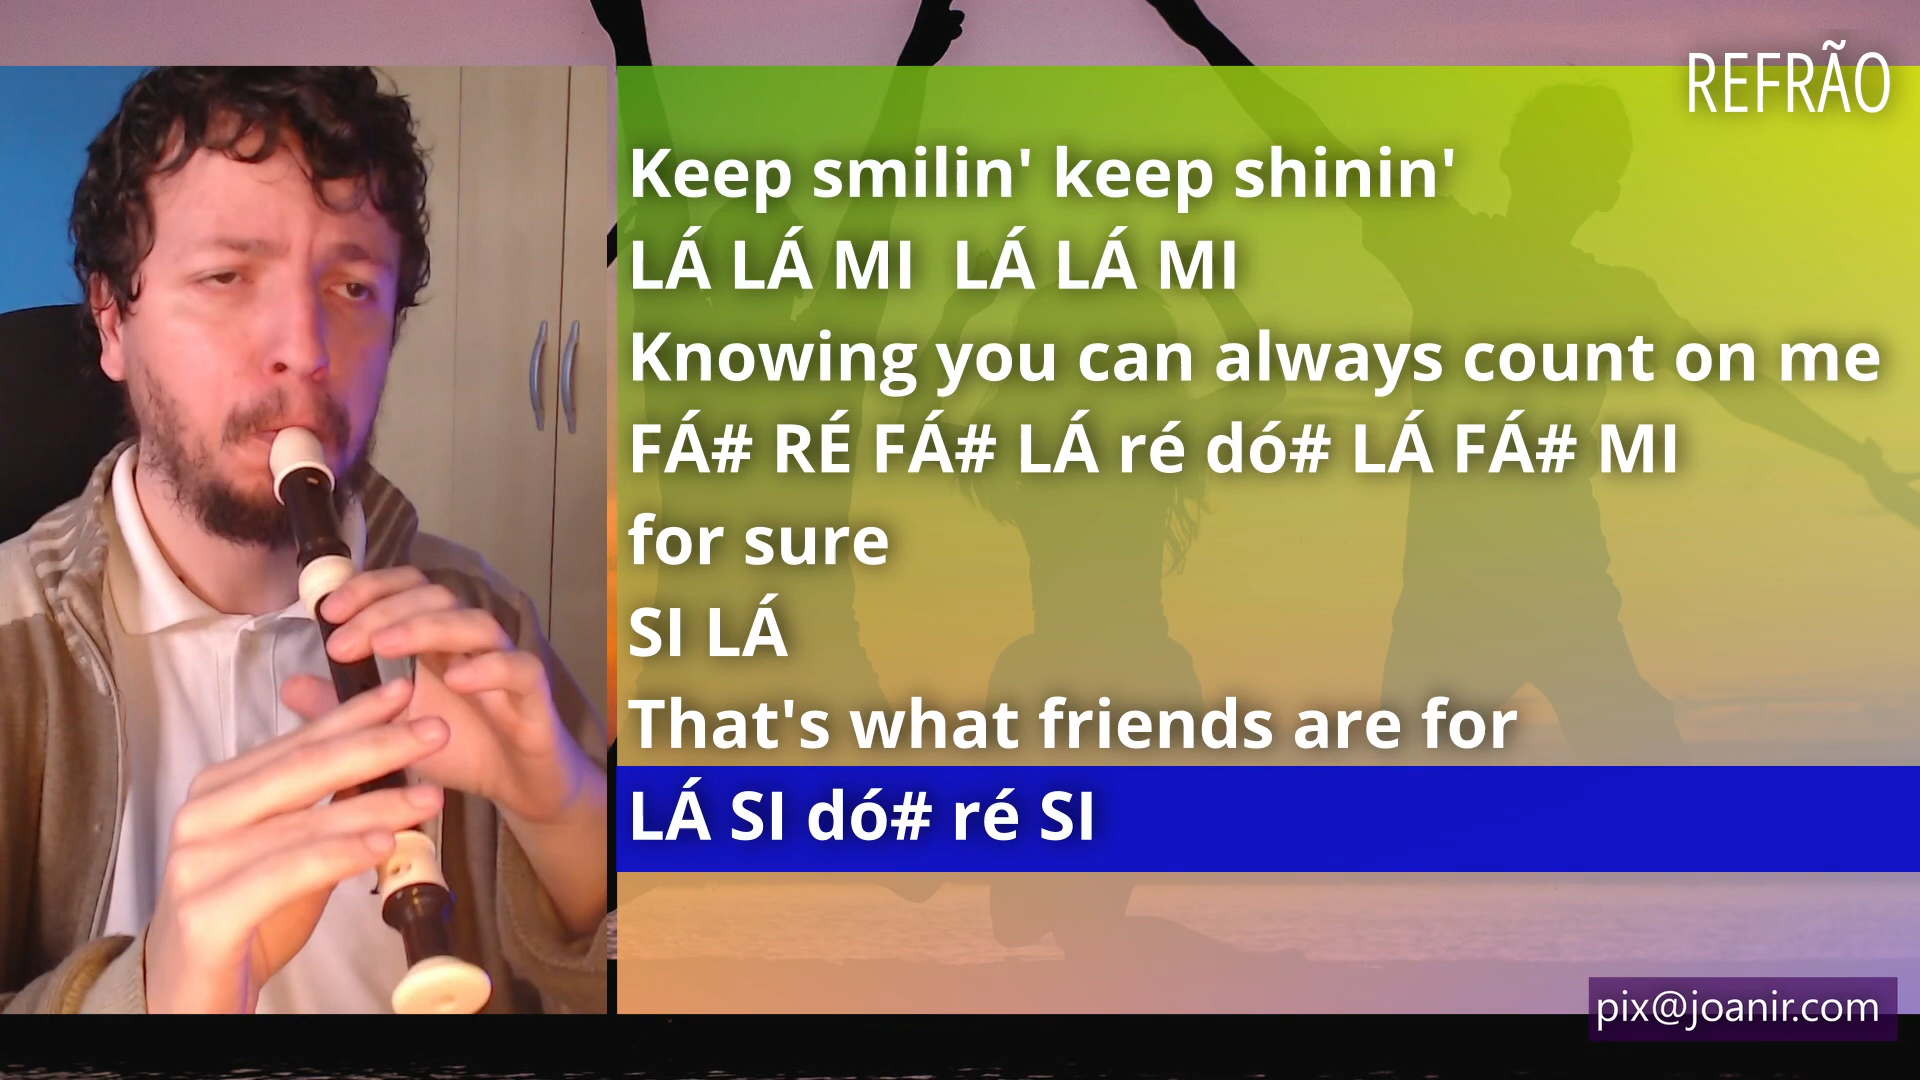 REFRÃO
Keep smilin' keep shinin'
LÁ LÁ MI  LÁ LÁ MI
Knowing you can always count on me
FÁ# RÉ FÁ# LÁ ré dó# LÁ FÁ# MI
for sure
SI LÁ
That's what friends are for
LÁ SI dó# ré SI
pix@joanir.com